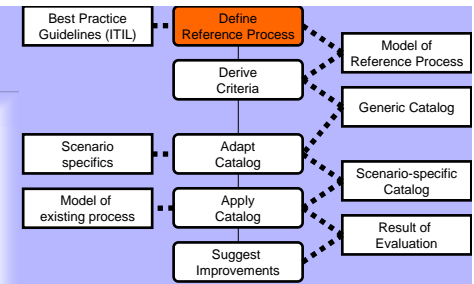 Best Practice
Guidelines (ITIL)
Define
Reference Process
Model of
Reference Process
Derive
Criteria
Generic Catalog
Scenario
specifics
Adapt
Catalog
Scenario-specific
Catalog
Model of
existing process
Apply
Catalog
Result of
Evaluation
Suggest
Improvements